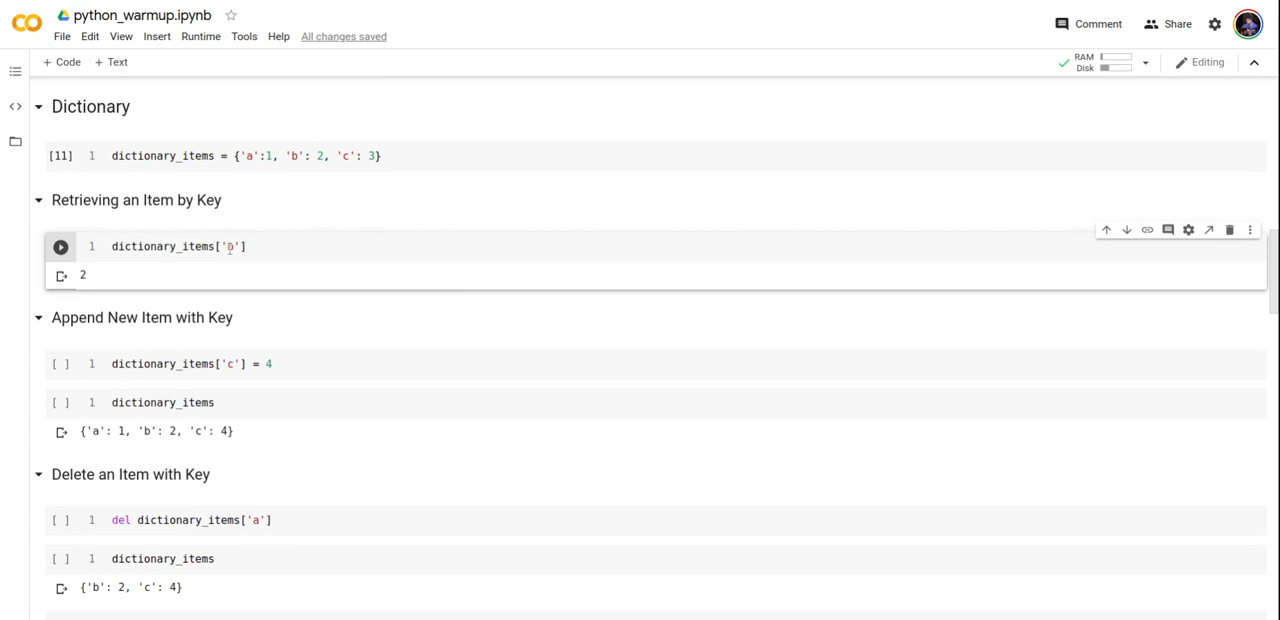 python_warmup.ipynb
File Edit View Insert Runtime Tools Help All changes saved
Comment Share
+ Code + Text
RAM
Disk
Editing
Dictionary
[11] 1 dictionary_items = {'a':1, 'b': 2, 'c': 3}
Retrieving an Item by Key
1 dictionary_items['b']
2
Append New Item with Key
[ ] 1 dictionary_items['c'] = 4
[ ] 1 dictionary_items
{'a': 1, 'b': 2, 'c': 4}
Delete an Item with Key
[ ] 1 del dictionary_items['a']
[ ] 1 dictionary_items
{'b': 2, 'c': 4}